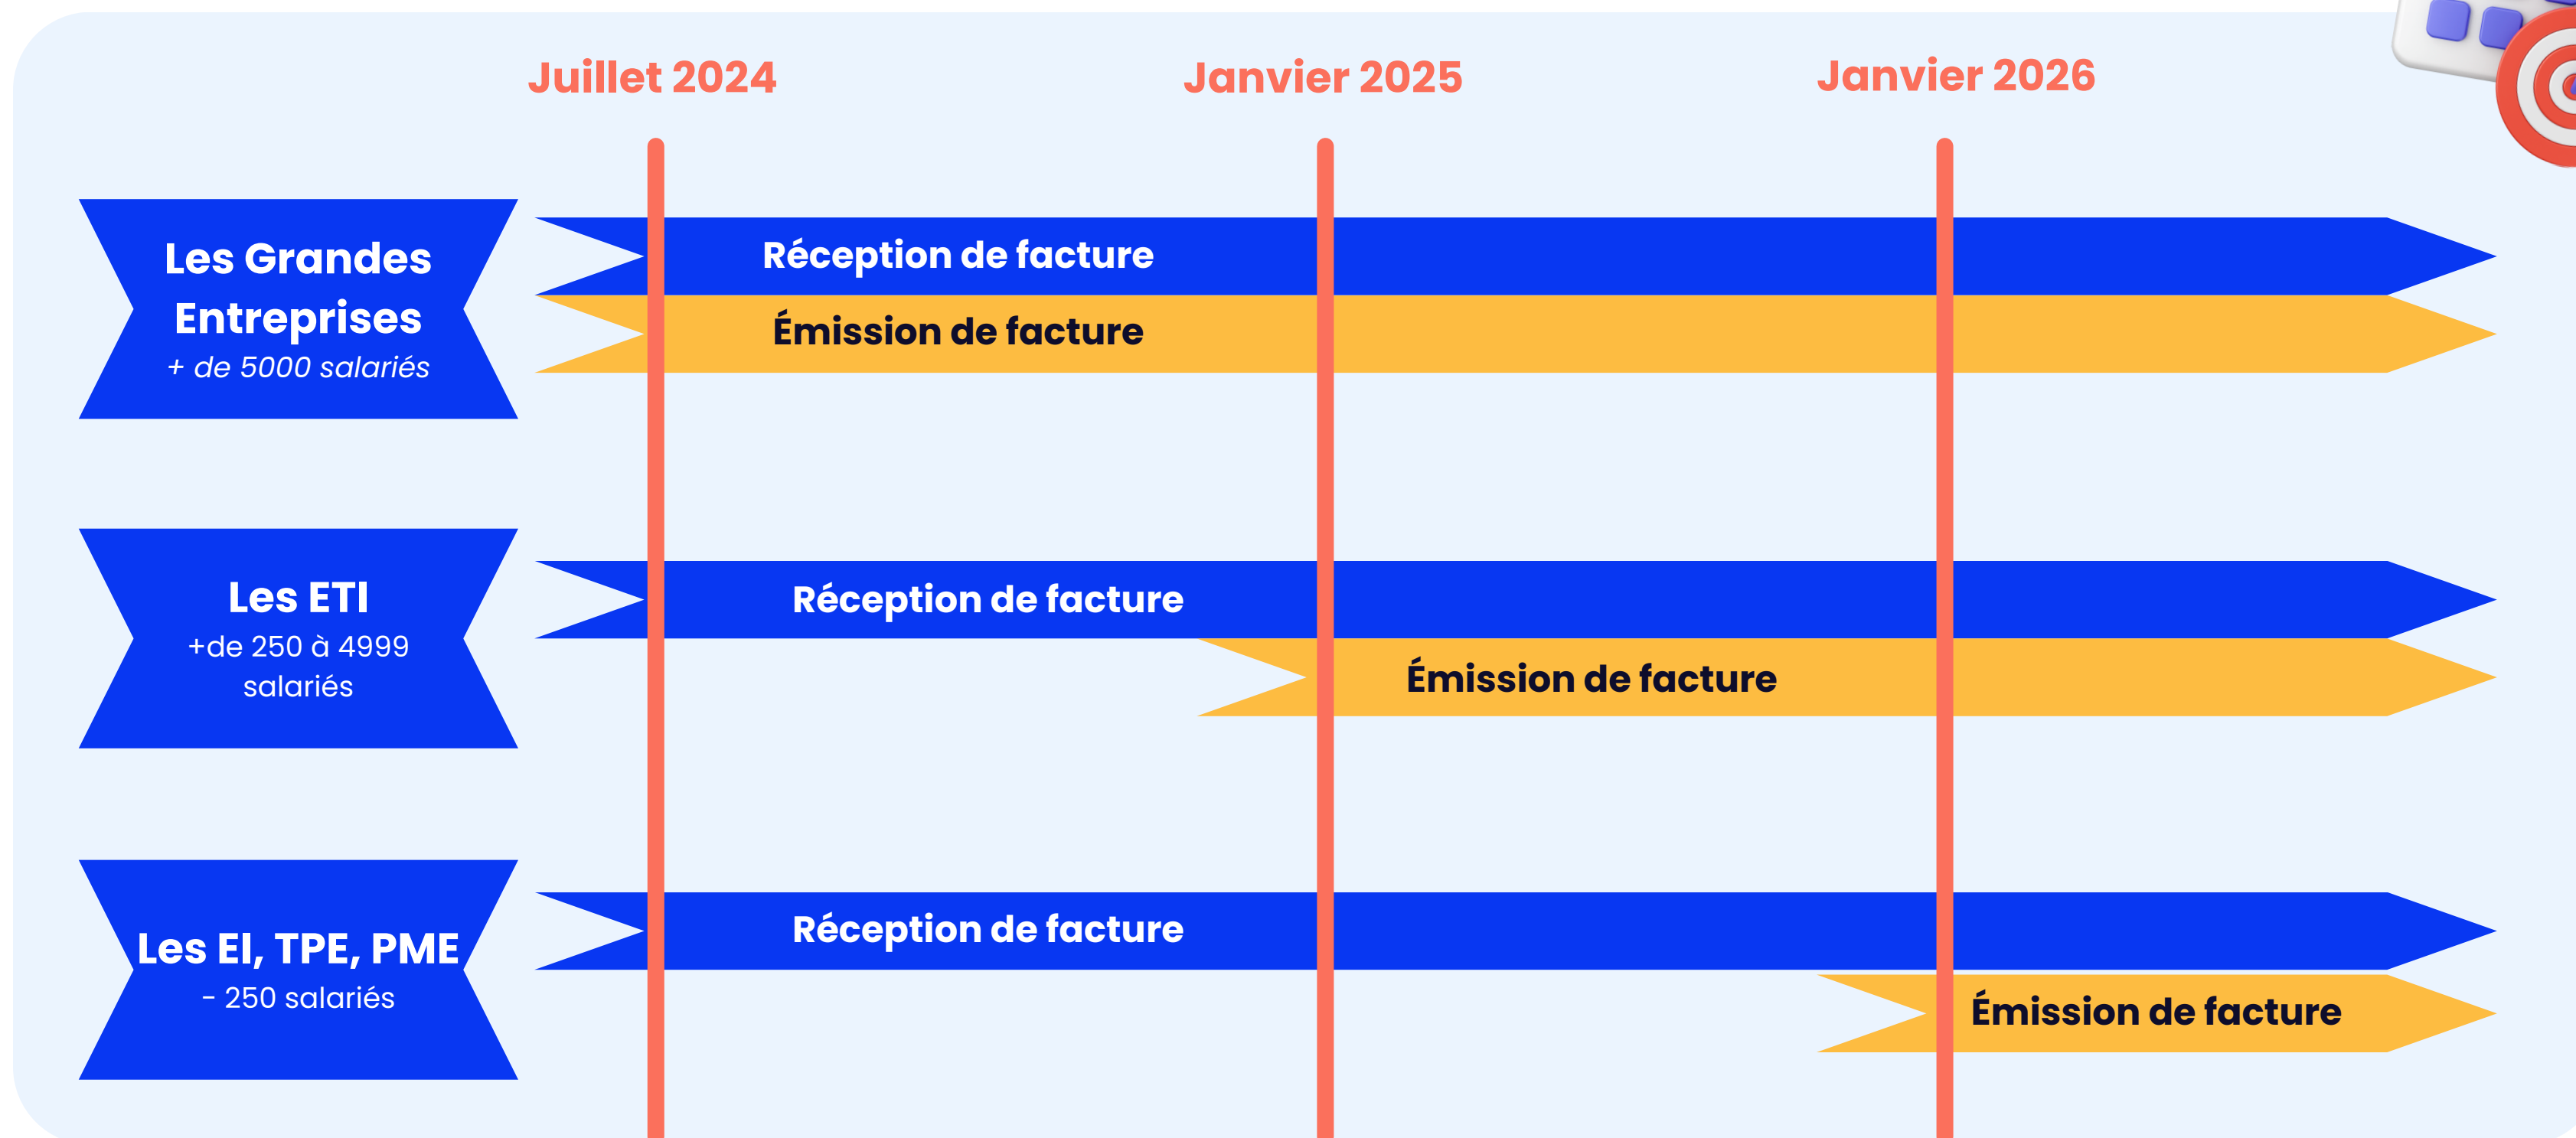 Juillet 2024
Janvier 2025
Janvier 2026
Les Grandes
Entreprises
+ de 5000 salariés
Réception de facture
Émission de facture
Les ETI
+de 250 à 4999
salariés
Réception de facture
Émission de facture
Les EI, TPE, PME
- 250 salariés
Réception de facture
Émission de facture